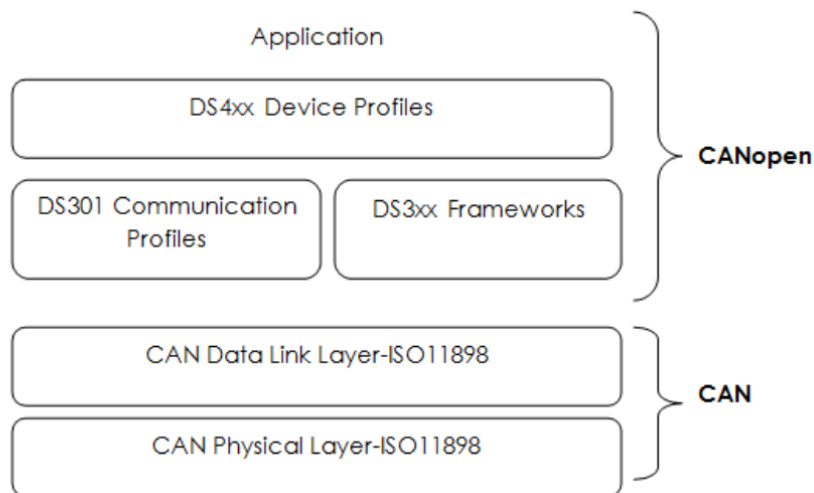 Application
DS4xx Device Profiles
CANopen
DS301 Communication
Profiles
DS3xx Frameworks
CAN Data Link Layer-ISO11898
CAN
CAN Physical Layer-ISO11898